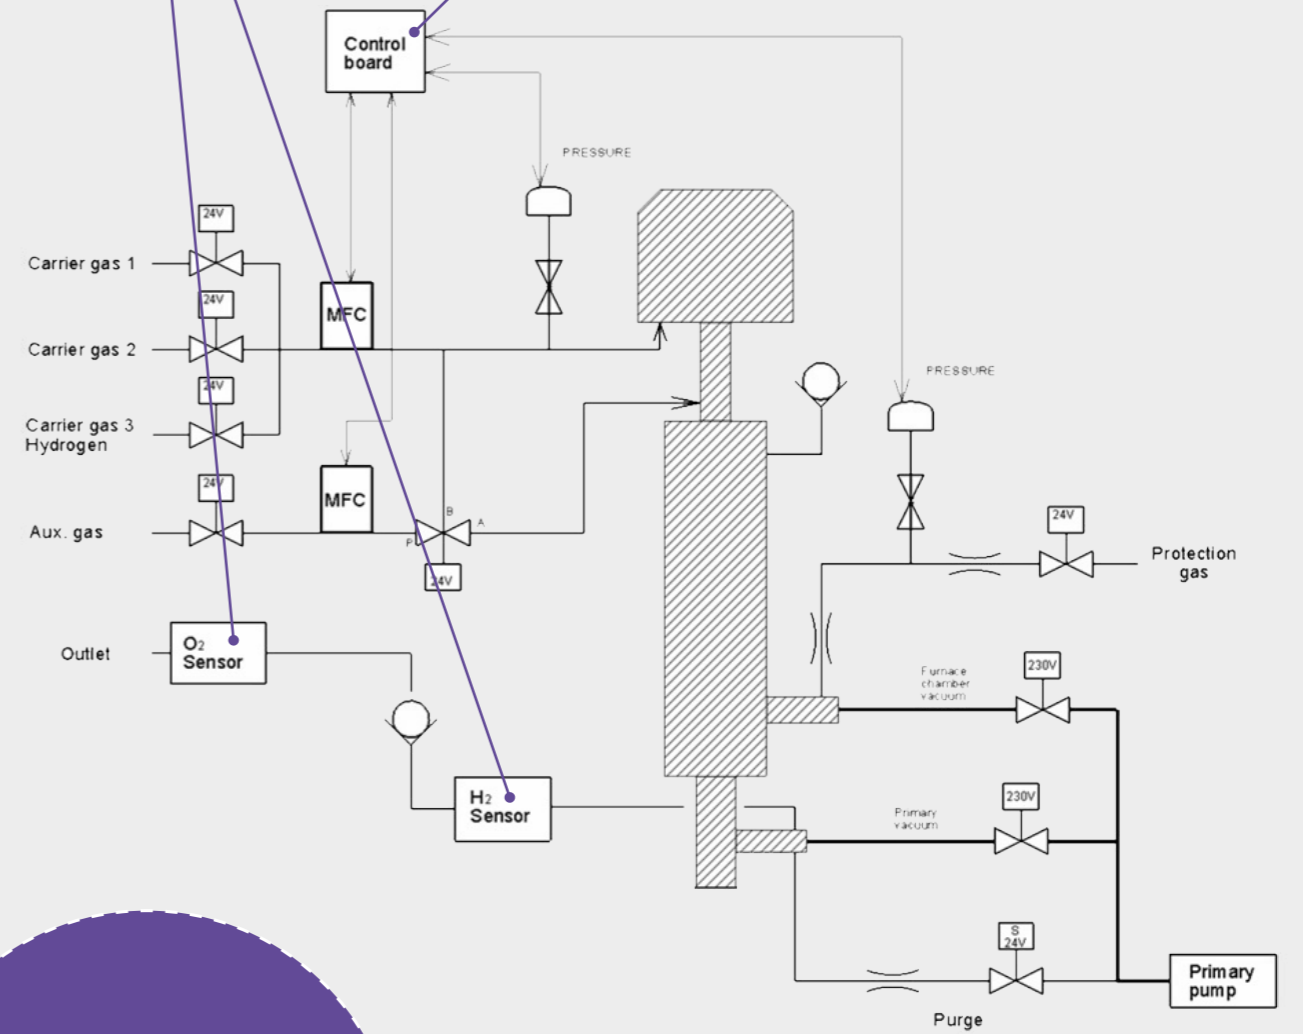 Control
board
PRESSURE
24V
Carrier gas 1
24V
MFC
Carrier gas 2
PRESSURE
24V
Carrier gas 3
Hydrogen
24V
MFC
B
A
24V
Aux. gas
P
Protection
gas
24V
O2
Sensor
Outlet
Furnace
chamber
vacuum
230V
H2
Sensor
230V
Primary
vacuum
S
24V
Primary
pump
Purge